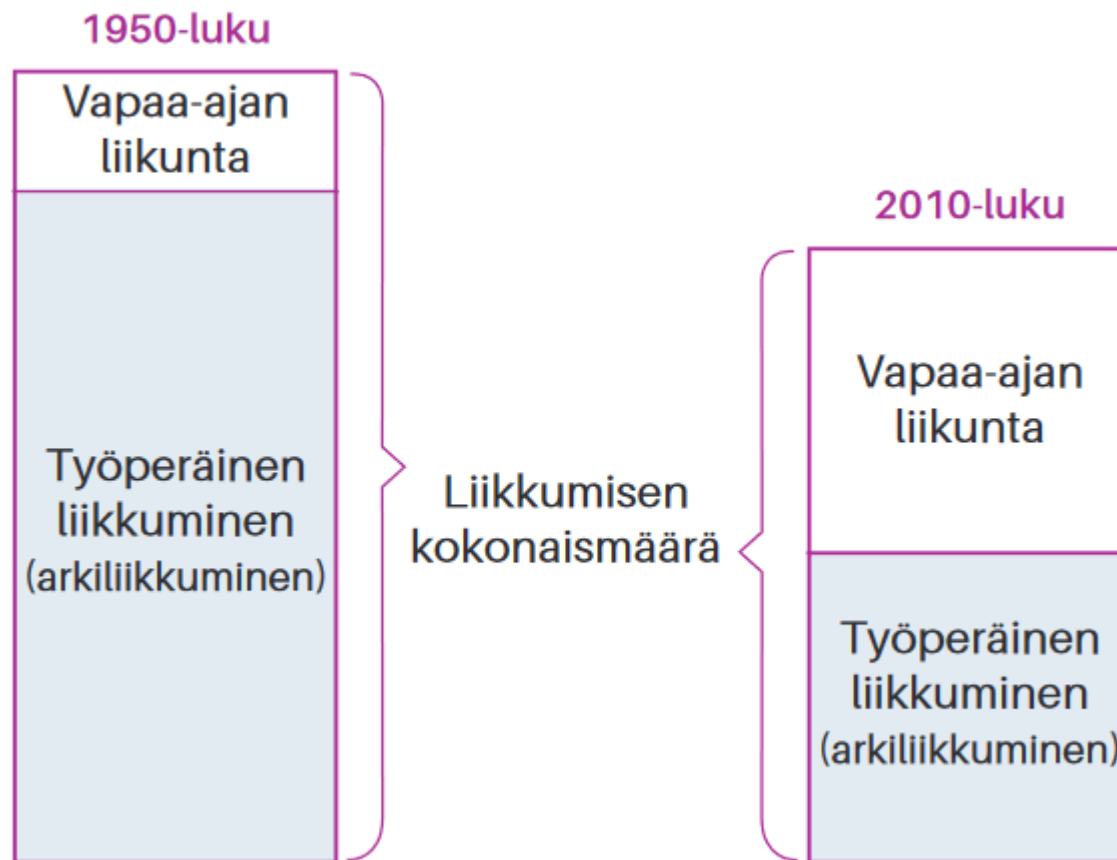 1950-luku
Vapaa-ajan
liikunta
Työperäinen
liikkuminen
(arkiliikkuminen)
Liikkumisen
kokonaismäärä
2010-luku
Vapaa-ajan
liikunta
Työperäinen
liikkuminen
(arkiliikkuminen)